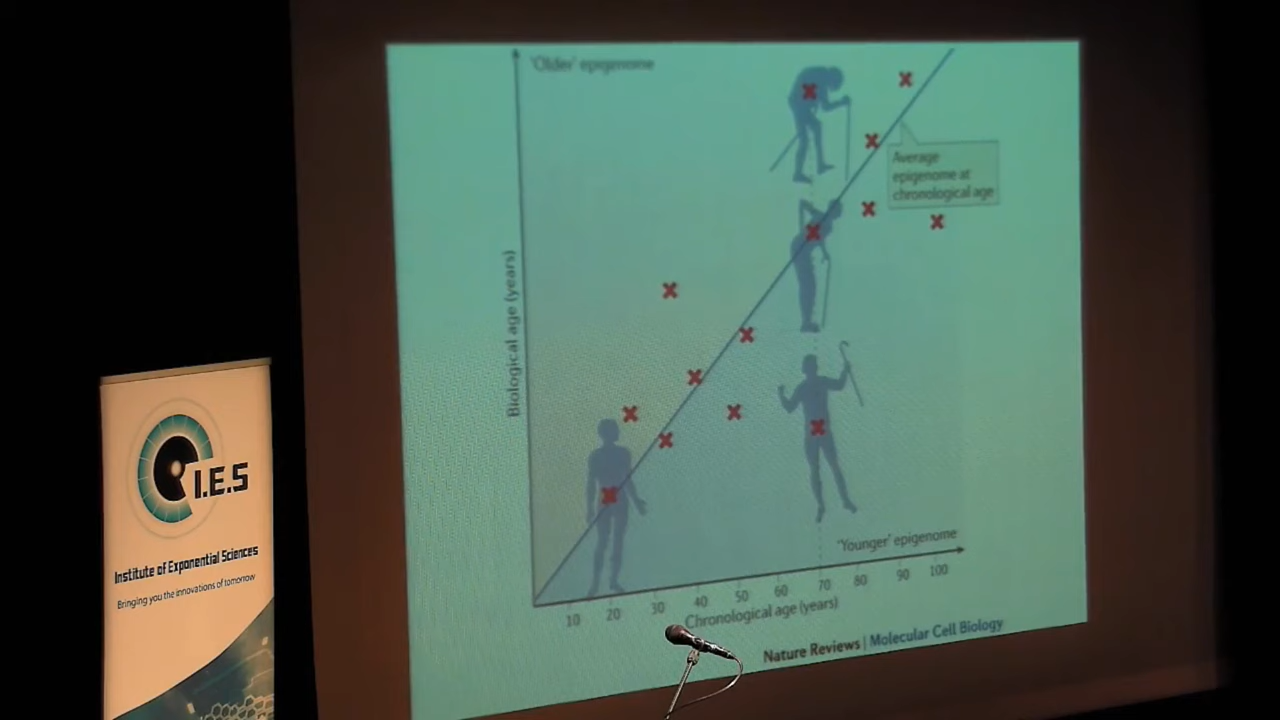 'Older' epigenome
Average
epigenome at
chronological age
Biological age (years)
'Younger' epigenome
10 20 30 40 50 60 70 80 90 100
Chronological age (years)
Nature Reviews | Molecular Cell Biology
I.E.S
Institute of Exponential Sciences
Bringing you the innovations of tomorrow